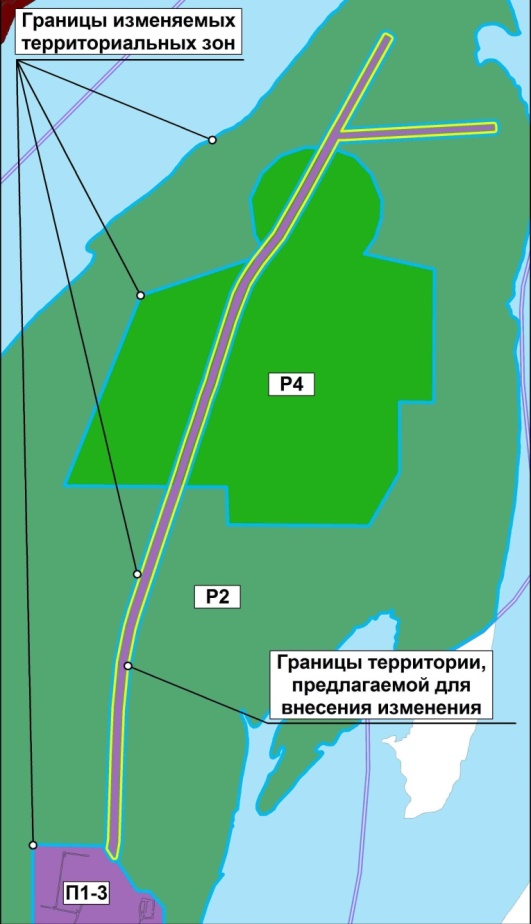 Границы изменяемых
территориальных зон
Р4
Р2
Границы территории,
предлагаемой для
внесения изменения
П1-3